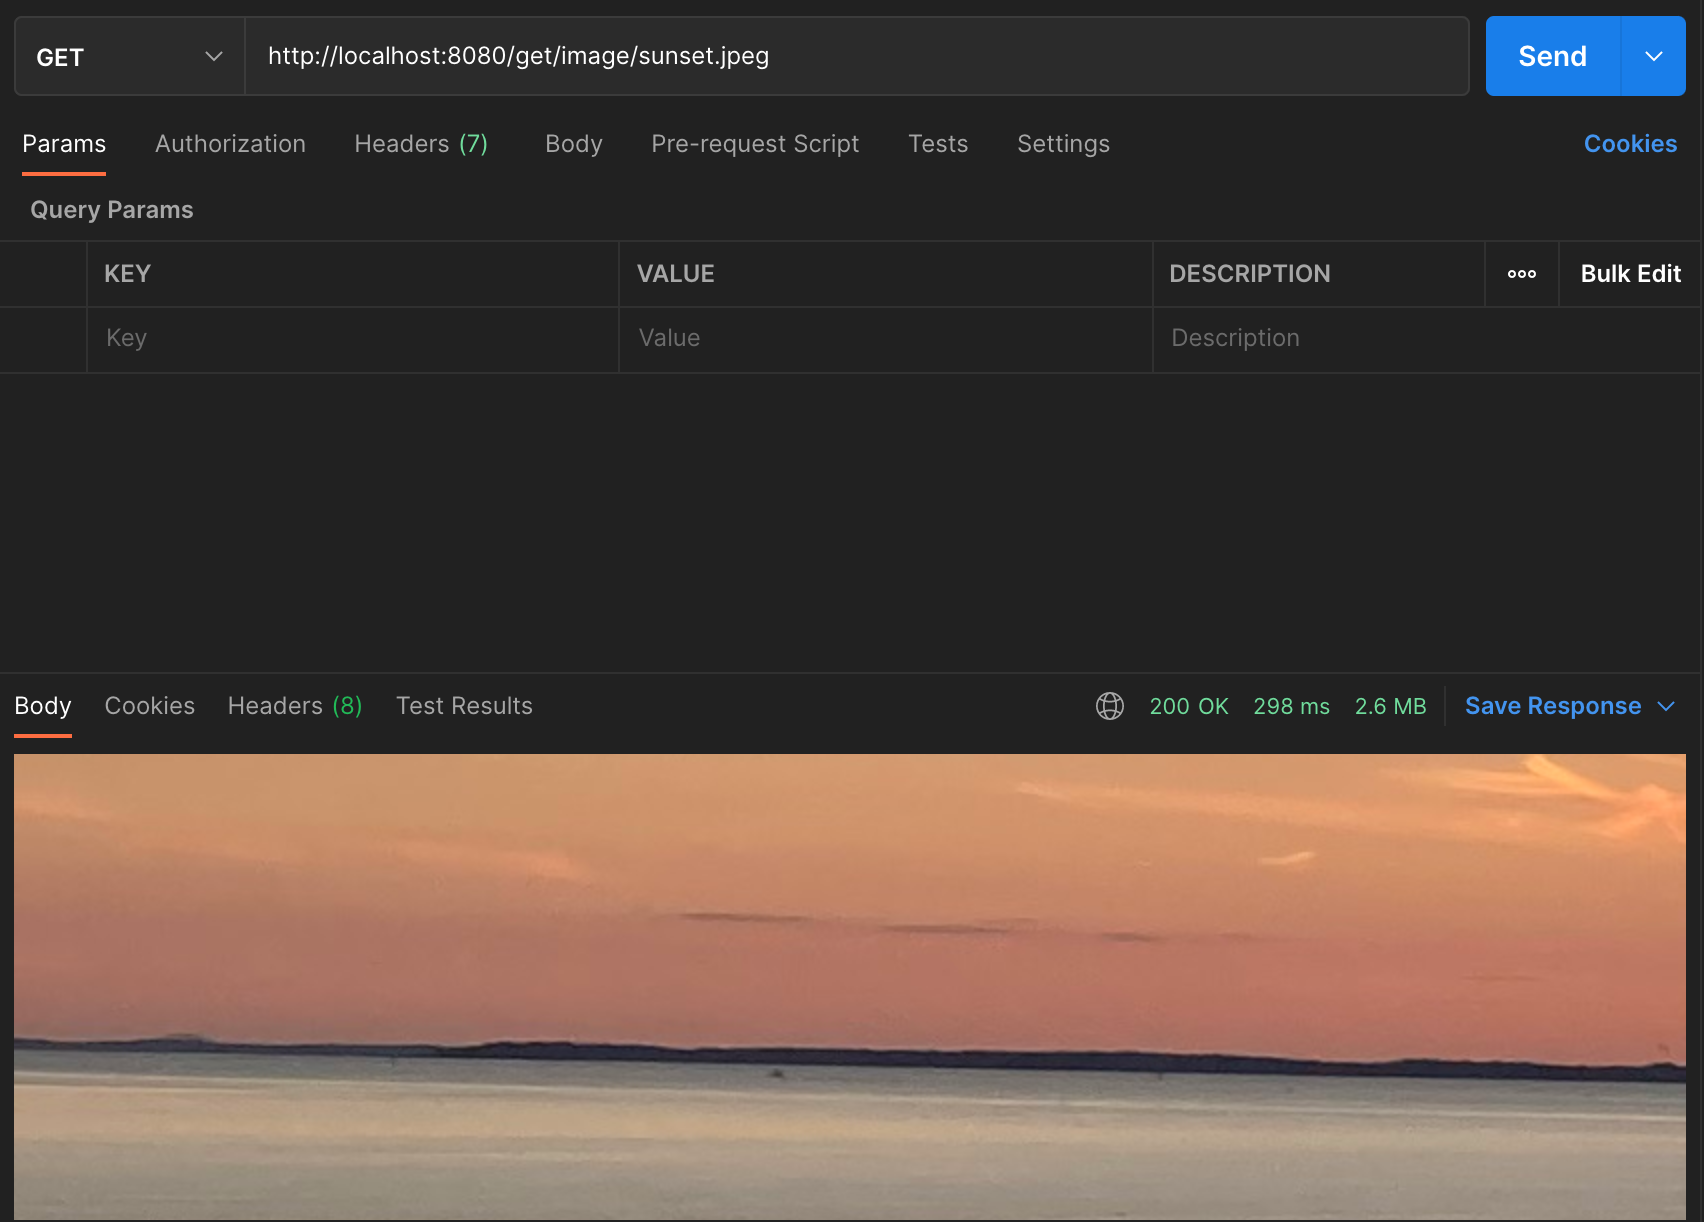 GET http://localhost:8080/get/image/sunset.jpeg Send
Params Authorization Headers (7) Body Pre-request Script Tests Settings Cookies
Query Params
KEY VALUE DESCRIPTION Bulk Edit
Key Value Description
Body Cookies Headers (8) Test Results 200 OK 298 ms 2.6 MB Save Response